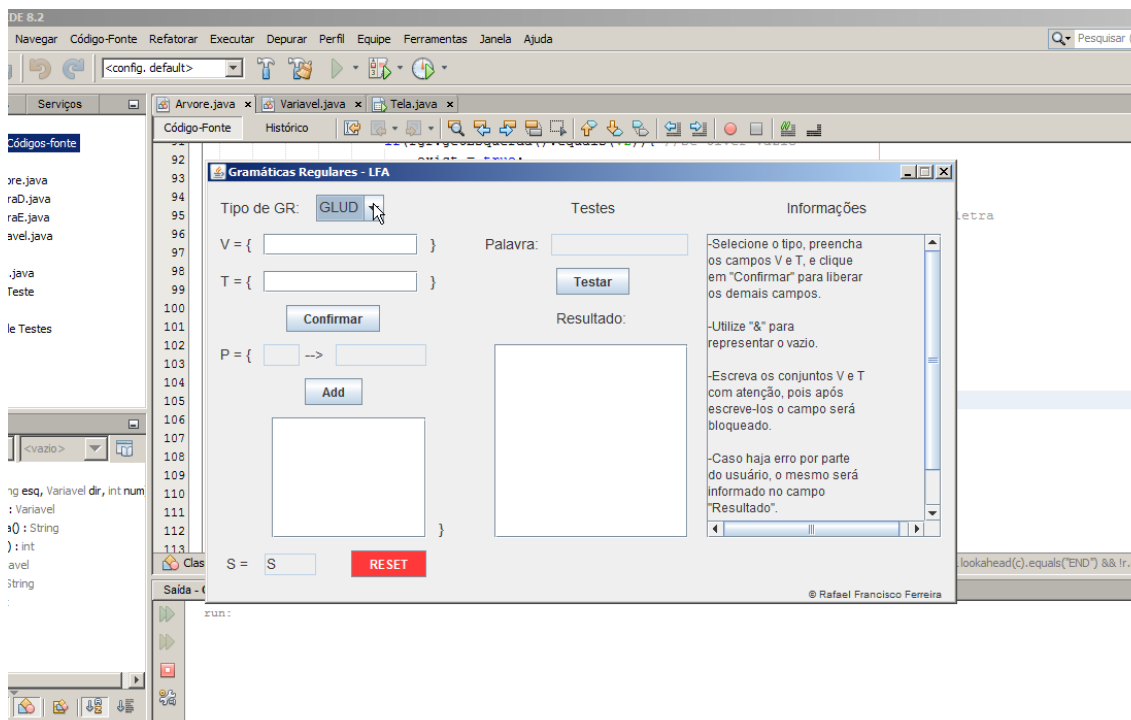 DE 8.2
Navegar Código-Fonte Refatorar Executar Depurar Perfil Equipe Ferramentas Janela Ajuda
Pesquisar
<config. default>
Serviços
Arvore.java x Variavel.java x Tela.java x
Código-Fonte Histórico
Códigos-fonte
ore.java
raD.java
raE.java
avel.java
.java
Teste
de Testes
92
93
94
95
96
97
98
99
100
101
102
103
104
105
106
107
108
109
110
111
112
113
letra
Gramáticas Regulares - LFA
Tipo de GR: GLUD
V = { }
T = { }
Confirmar
P = { -->
Add
}
S = S
RESET
Testes
Palavra:
Testar
Resultado:
Informações
-Selecione o tipo, preencha
os campos V e T, e clique
em "Confirmar" para liberar
os demais campos.
-Utilize "&" para
representar o vazio.
-Escreva os conjuntos V e T
com atenção, pois após
escreve-los o campo será
bloqueado.
-Caso haja erro por parte
do usuário, o mesmo será
informado no campo
"Resultado".
© Rafael Francisco Ferreira
<vazio>
ng esq, Variavel dir, int num
: Variavel
a() : String
) : int
avel
String
Clas
.lookahead(c).equals("END") && !r.
Saída - 
run: